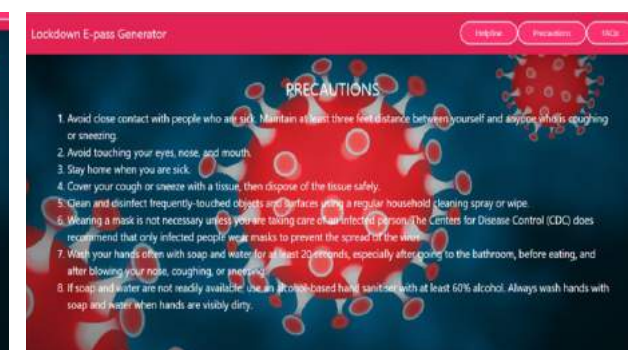 Lockdown E-pass Generator
Helpline
Precautions
FAQs
PRECAUTIONS
1. Avoid close contact with people who are sick. Maintain at least three feet distance between yourself and anyone who is coughing
or sneezing.
2. Avoid touching your eyes, nose, and mouth.
3. Stay home when you are sick.
4. Cover your cough or sneeze with a tissue, then dispose of the tissue safely.
5. Clean and disinfect frequently-touched objects and surfaces using a regular household cleaning spray or wipe.
6. Wearing a mask is not necessary unless you are taking care of an infected person. The Centers for Disease Control (CDC) does
recommend that only infected people wear masks to prevent the spread of the virus
7. Wash your hands often with soap and water for at least 20 seconds, especially after going to the bathroom, before eating, and
after blowing your nose, coughing, or sneezing.
8. If soap and water are not readily available, use an alcohol-based hand sanitiser with at least 60% alcohol. Always wash hands with
soap and water when hands are visibly dirty.